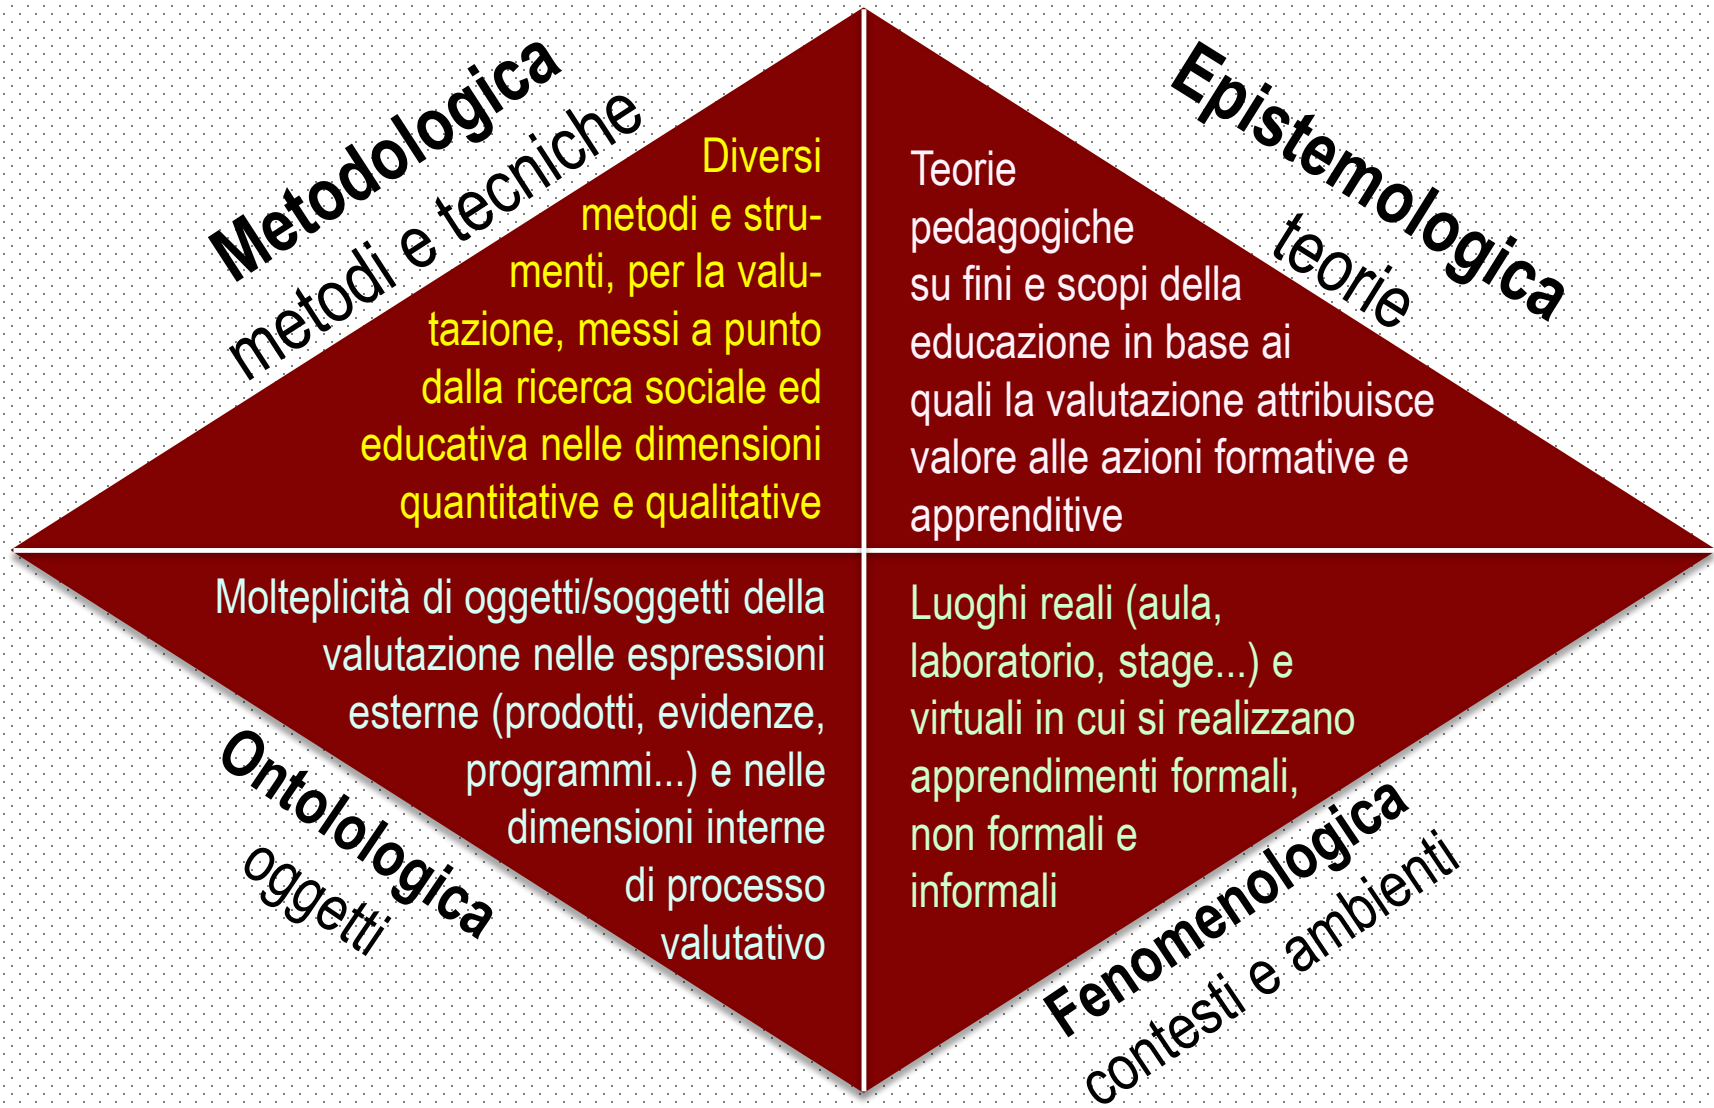 Metodologica
metodi e tecniche
Diversi
metodi e stru-
menti, per la valu-
tazione, messi a punto
dalla ricerca sociale ed
educativa nelle dimensioni
quantitative e qualitative
Epistemologica
teorie
Teorie
pedagogiche
su fini e scopi della
educazione in base ai
quali la valutazione attribuisce
valore alle azioni formative e
apprenditive
Molteplicità di oggetti/soggetti della
valutazione nelle espressioni
esterne (prodotti, evidenze,
programmi...) e nelle
dimensioni interne
di processo
valutativo
Ontolologica
oggetti
Luoghi reali (aula,
laboratorio, stage...) e
virtuali in cui si realizzano
apprendimenti formali,
non formali e
informali
Fenomenologica
contesti e ambienti